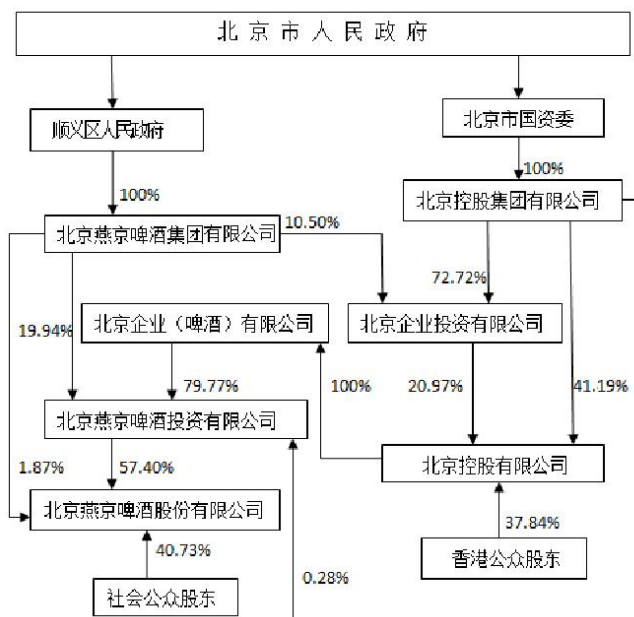 北京市人民政府
顺义区人民政府
北京市国资委
100%
100%
北京控股集团有限公司
北京燕京啤酒集团有限公司
10.50%
72.72%
19.94%
北京企业（啤酒）有限公司
北京企业投资有限公司
79.77%
100%
20.97%
41.19%
北京燕京啤酒投资有限公司
1.87%
57.40%
北京控股有限公司
北京燕京啤酒股份有限公司
37.84%
40.73%
0.28%
香港公众股东
社会公众股东